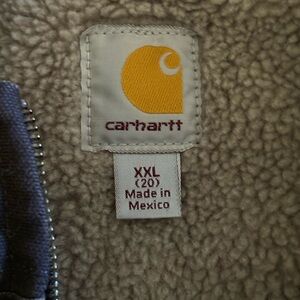 carhartt
XXL
(20)
Made in
Mexico